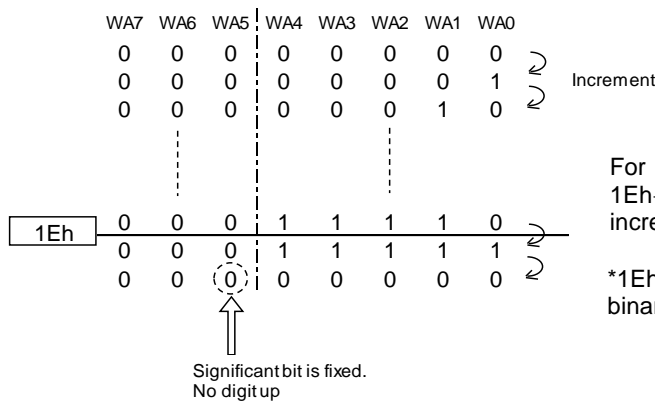 WA7 WA6 WA5 WA4 WA3 WA2 WA1 WA0
0 0 0 0 0 0 0 0
0 0 0 0 0 0 0 1 Increment
0 0 0 0 0 0 1 0
For
1Eh-
incre
1Eh 0 0 0 1 1 1 1 0
0 0 0 1 1 1 1 1
0 0 0 0 0 0 0 0
*1Eh
binar
Significant bit is fixed.
No digit up